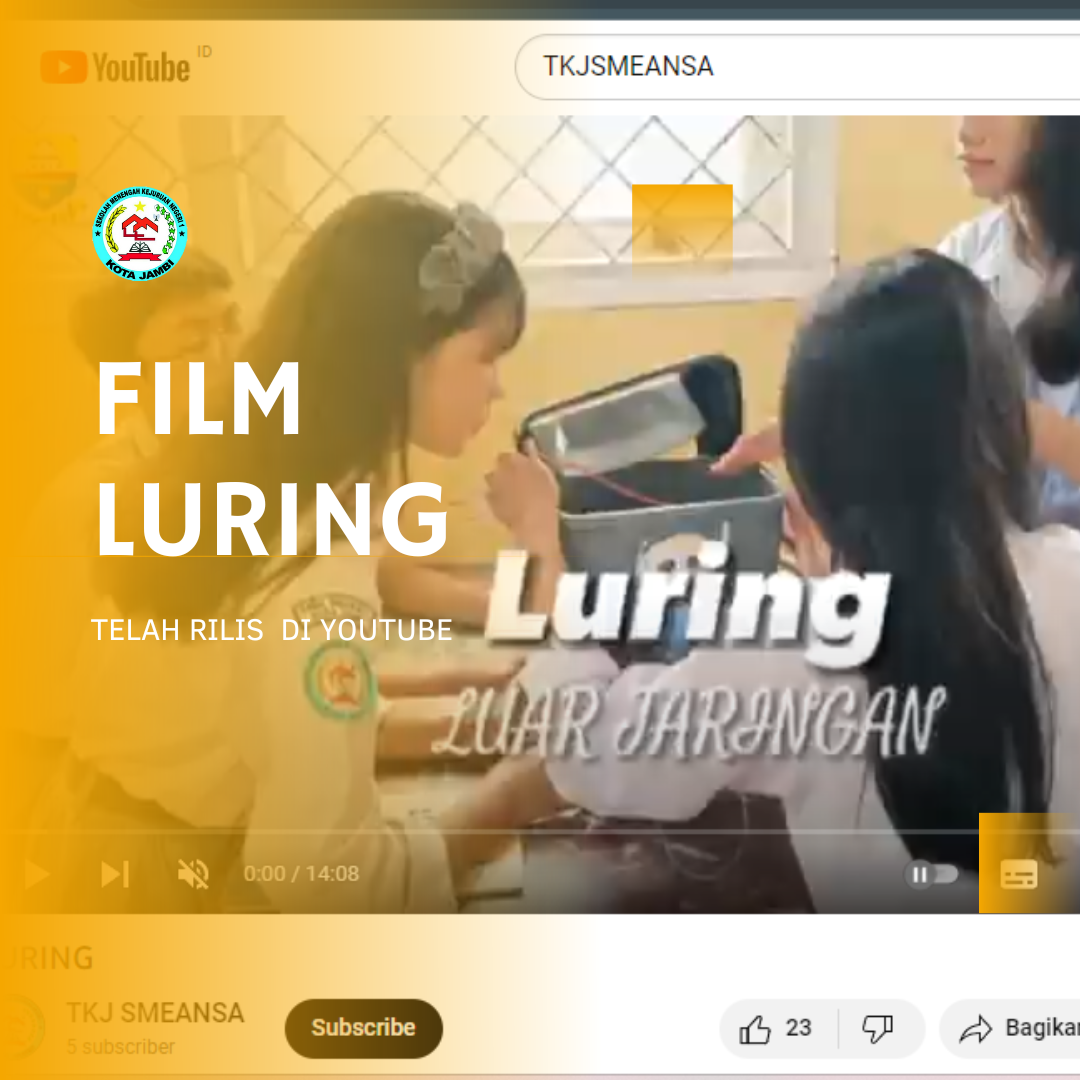 YouTube ID
TKJSMEANSA
SEKOLAH MENENGAH KEJURUAN NEGERI 1
KOTA JAMBI
FILM
LURING
TELAH RILIS DI YOUTUBE
Luring
LUAR JARINGAN
0:00 / 14:08
URING
TKJ SMEANSA
5 subscriber
Subscribe
23
Bagikan